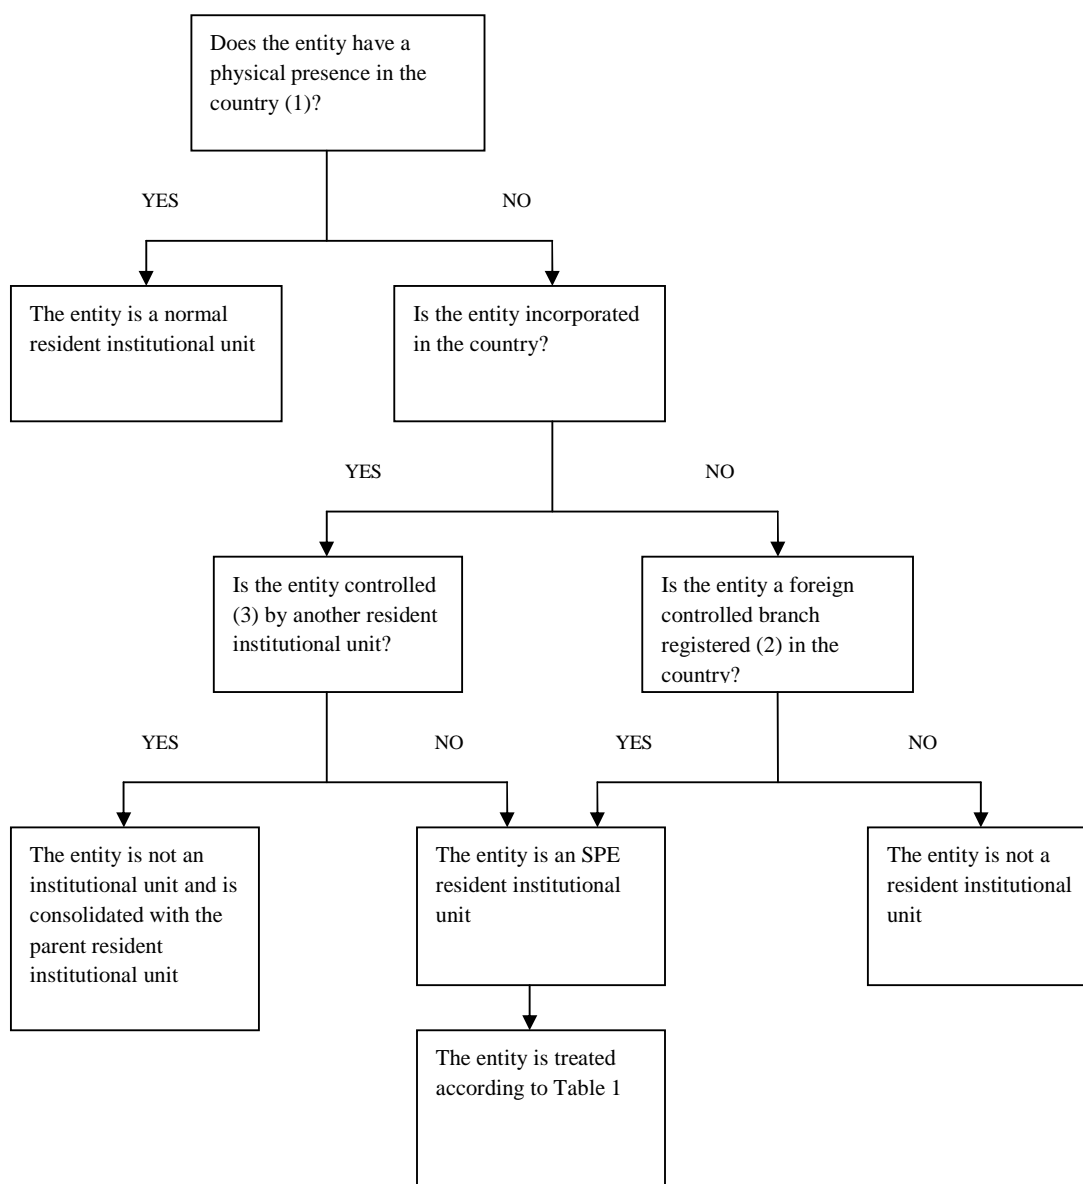 Does the entity have a
physical presence in the
country (1)?
YES
NO
The entity is a normal
resident institutional unit
Is the entity incorporated
in the country?
YES
NO
Is the entity controlled
(3) by another resident
institutional unit?
Is the entity a foreign
controlled branch
registered (2) in the
country?
YES
NO
YES
NO
The entity is not an
institutional unit and is
consolidated with the
parent resident
institutional unit
The entity is an SPE
resident institutional
unit
The entity is not a
resident institutional
unit
The entity is treated
according to Table 1